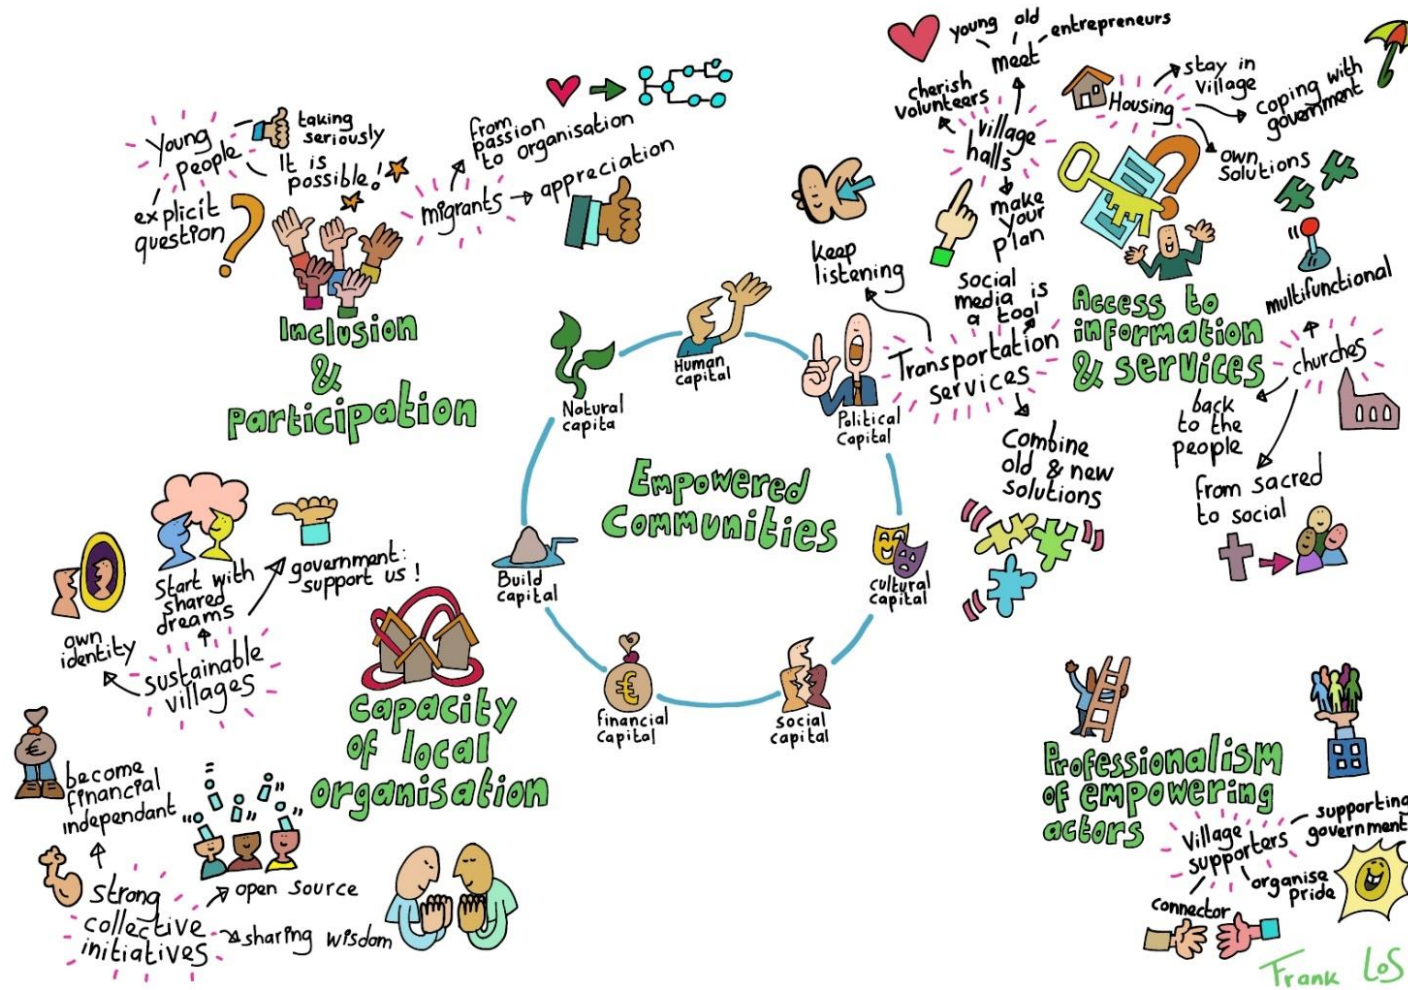 Young
people
taking
seriously
It is
possible!
explicit
question
from
passion
to organisation
migrants
appreciation
Inclusion
&
Participation
young old
entrepreneurs
meet
cherish
volunteers
village
halls
make
your
plan
keep
listening
social
media is
a tool
Transportation
services
Combine
old & new
solutions
Housing
stay in
village
coping with
government
own
solutions
Access to
information
& services
multifunctional
churches
back
to the
people
from sacred
to social
Empowered
Communities
Human
capital
Political
Capital
cultural
capital
social
capital
financial
capital
Build
capital
Natural
capita
own
identity
start with
shared
dreams
government:
support us!
sustainable
villages
Capacity
of local
organisation
become
financial
independant
strong
collective
initiatives
open source
sharing wisdom
Professionalism
of empowering
actors
Village
supporters
supporting
government
organise
pride
connector
Frank LoS